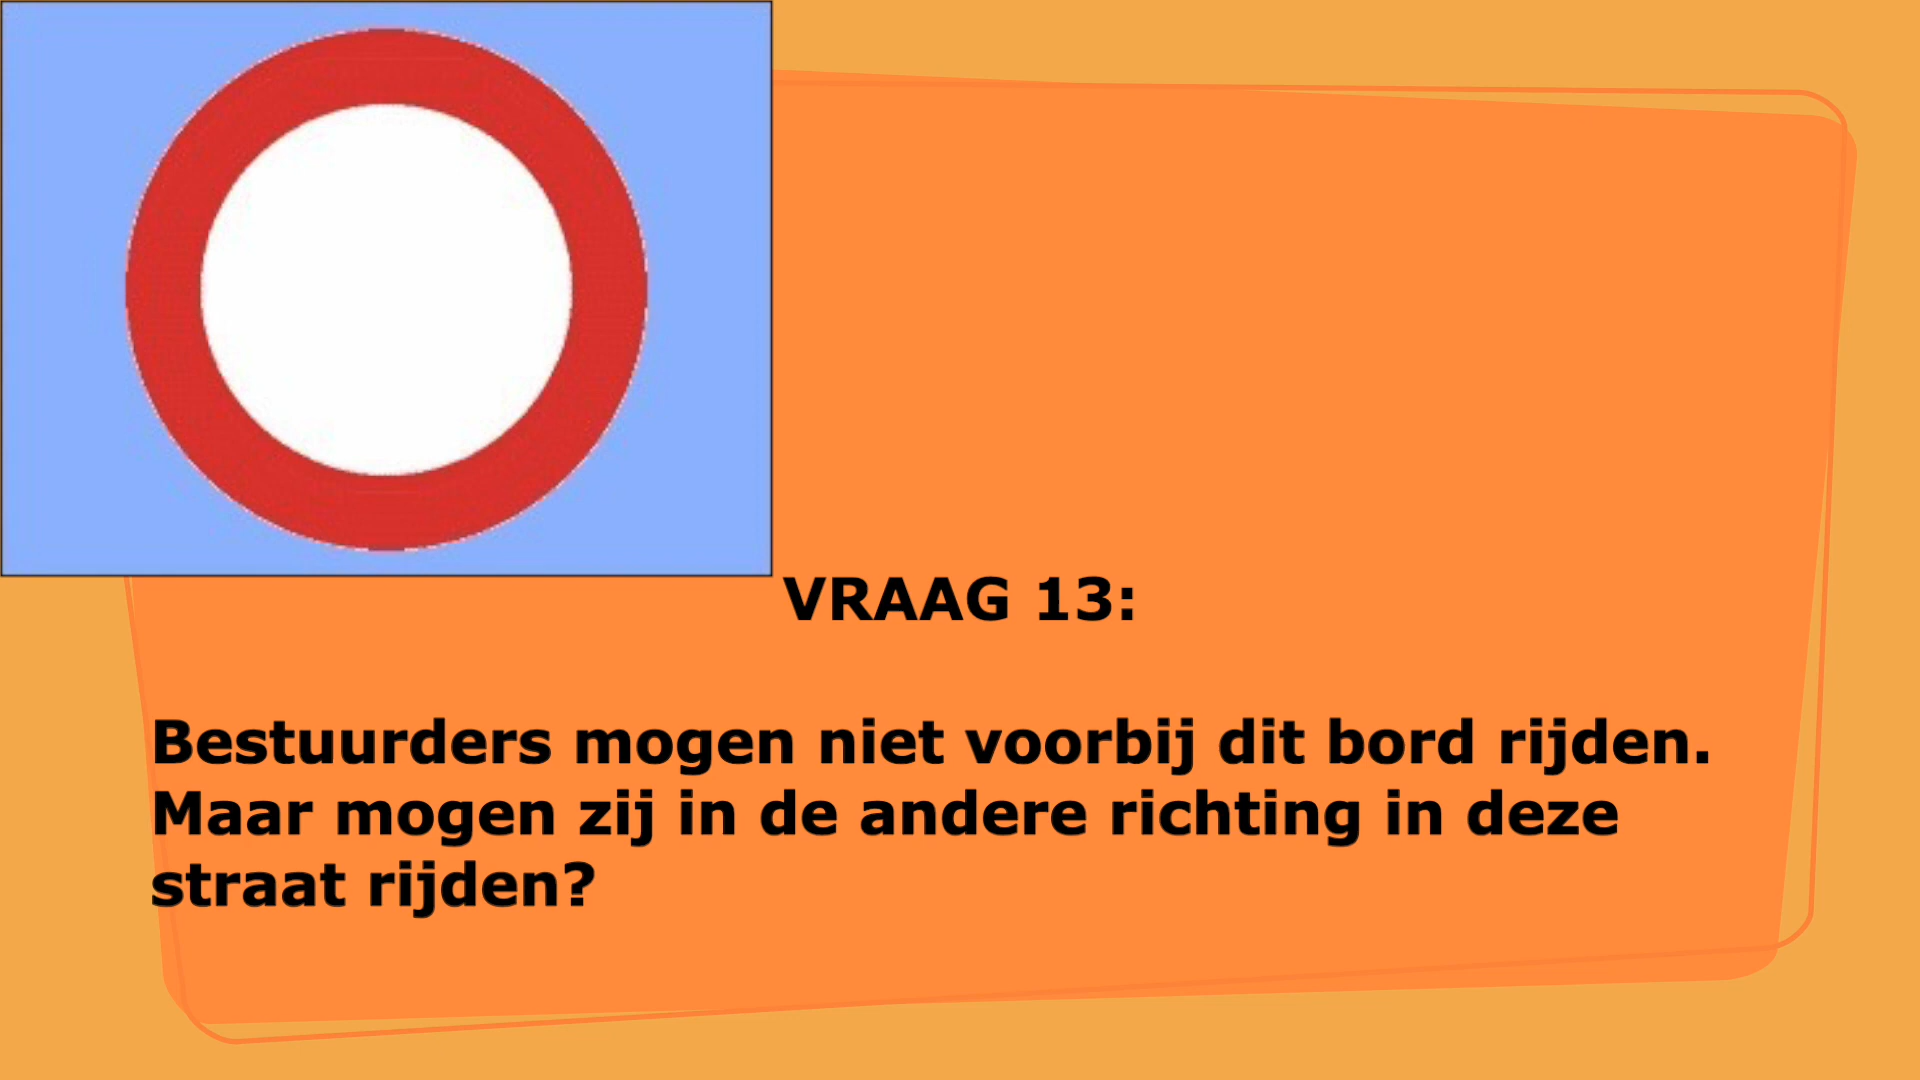 VRAAG 13:
Bestuurders mogen niet voorbij dit bord rijden.
Maar mogen zij in de andere richting in deze
straat rijden?